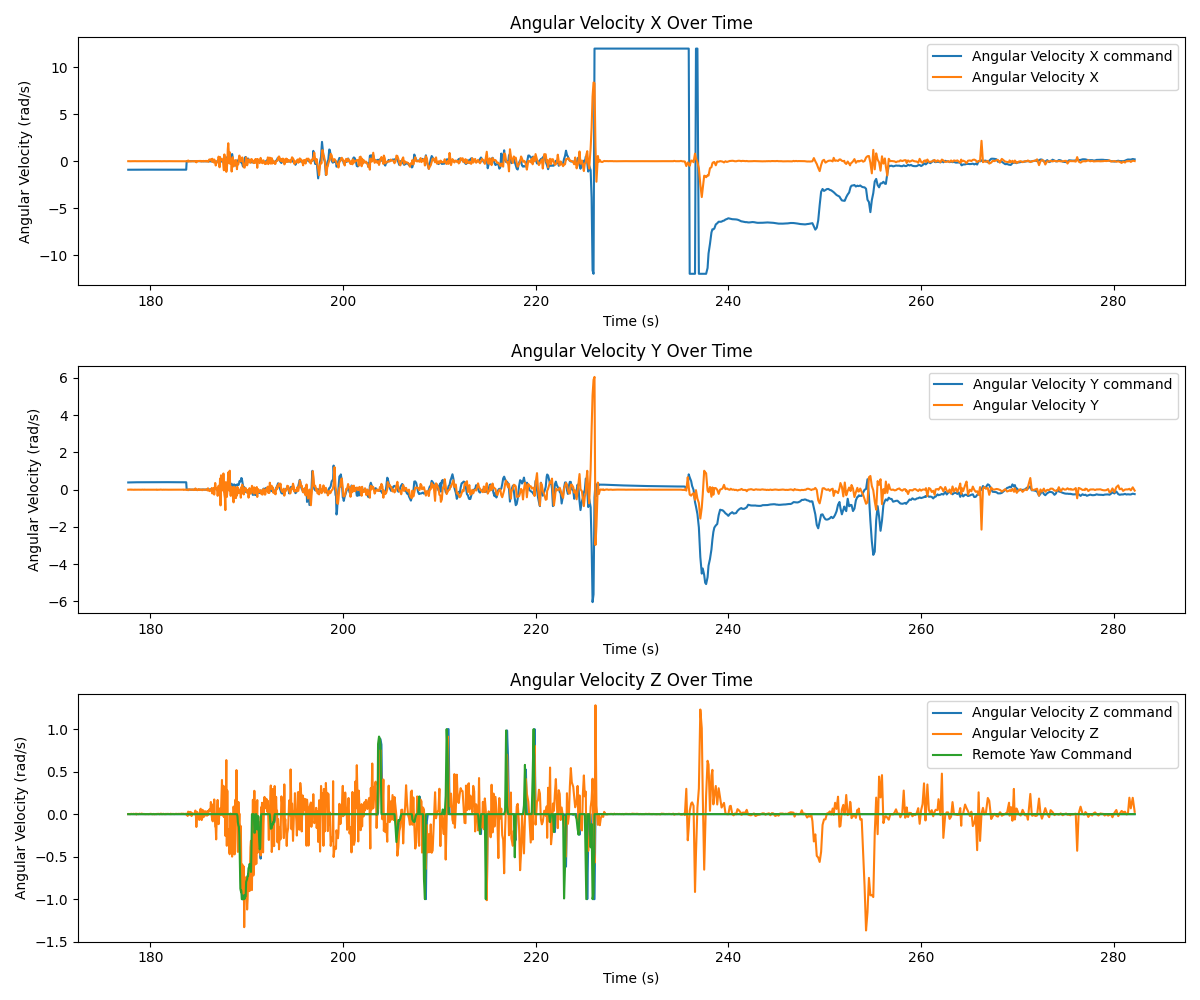 Angular Velocity X Over Time
Angular Velocity (rad/s)
10
5
0
−5
−10
Angular Velocity X command
Angular Velocity X
180 200 220 240 260 280
Time (s)
Angular Velocity Y Over Time
Angular Velocity (rad/s)
6
4
2
0
−2
−4
−6
Angular Velocity Y command
Angular Velocity Y
180 200 220 240 260 280
Time (s)
Angular Velocity Z Over Time
Angular Velocity (rad/s)
1.0
0.5
0.0
−0.5
−1.0
−1.5
Angular Velocity Z command
Angular Velocity Z
Remote Yaw Command
180 200 220 240 260 280
Time (s)